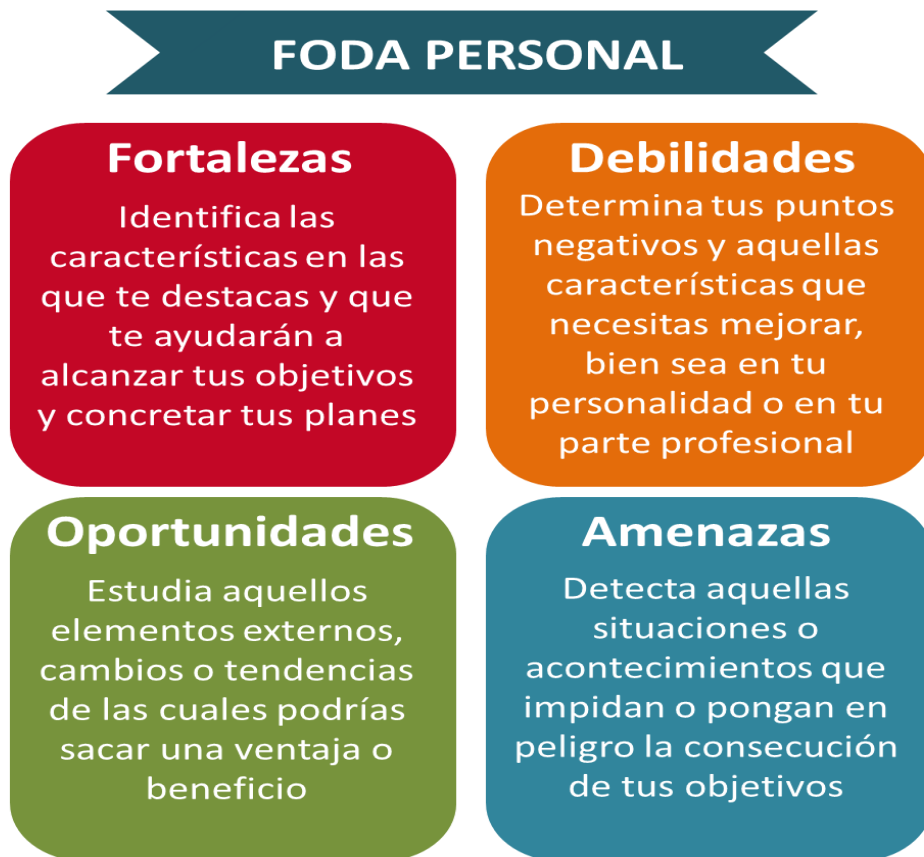 FODA PERSONAL
Fortalezas
Identifica las
características en las
que te destacas y que
te ayudarán a
alcanzar tus objetivos
y concretar tus planes
Debilidades
Determina tus puntos
negativos y aquellas
características que
necesitas mejorar,
bien sea en tu
personalidad o en tu
parte profesional
Oportunidades
Estudia aquellos
elementos externos,
cambios o tendencias
de las cuales podrías
sacar una ventaja o
beneficio
Amenazas
Detecta aquellas
situaciones o
acontecimientos que
impidan o pongan en
peligro la consecución
de tus objetivos